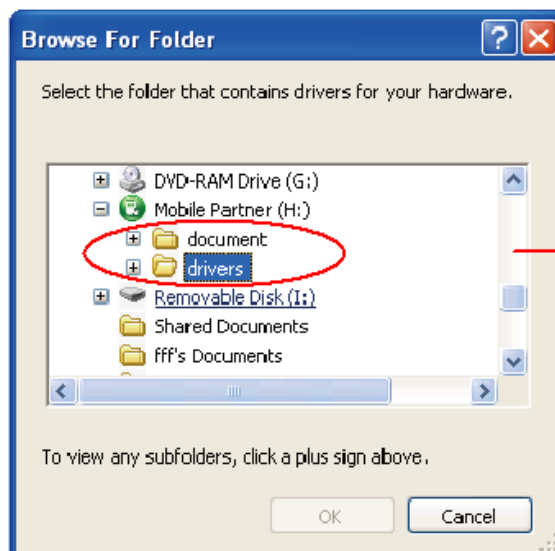 Browse For Folder
Select the folder that contains drivers for your hardware.
DVD-RAM Drive (G:)
Mobile Partner (H:)
document
drivers
Removable Disk (I:)
Shared Documents
fff's Documents
To view any subfolders, click a plus sign above.
OK
Cancel